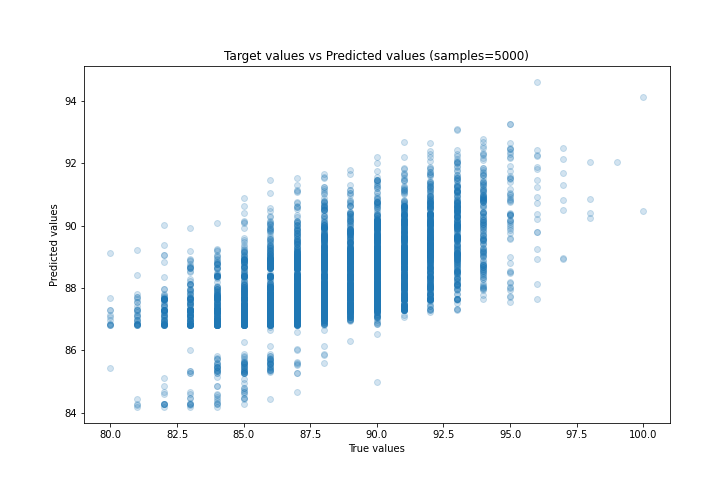 Target values vs Predicted values (samples=5000)
94
92
90
88
86
84
Predicted values
80.0 82.5 85.0 87.5 90.0 92.5 95.0 97.5 100.0
True values